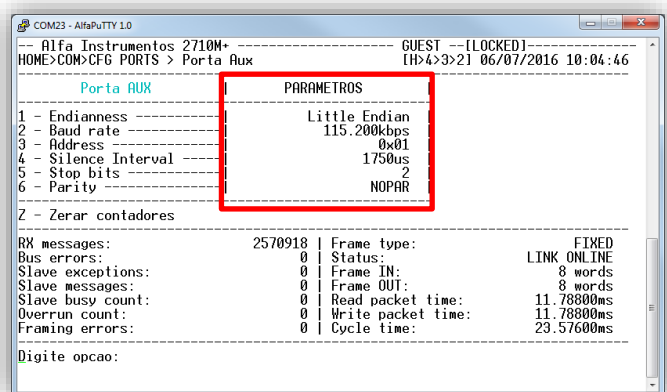 COM23 - AlfaPuTTY 1.0
-- Alfa Instrumentos 2710M+ -------------------- GUEST --[LOCKED]-------------
HOME>COM>CFG PORTS > Porta Aux [H>4>3>2] 06/07/2016 10:04:46
Porta AUX | PARAMETROS |
1 - Endianness ----------| Little Endian |
2 - Baud rate -----------| 115.200kbps |
3 - Address -------------| 0x01 |
4 - Silence Interval ----| 1750us |
5 - Stop bits -----------| 2 |
6 - Parity --------------| NOPAR |
Z - Zerar contadores
RX messages: 2570918 | Frame type: FIXED
Bus errors: 0 | Status: LINK ONLINE
Slave exceptions: 0 | Frame IN: 8 words
Slave messages: 0 | Frame OUT: 8 words
Slave busy count: 0 | Read packet time: 11.78800ms
Overrun count: 0 | Write packet time: 11.78800ms
Framing errors: 0 | Cycle time: 23.57600ms
Digite opcao: